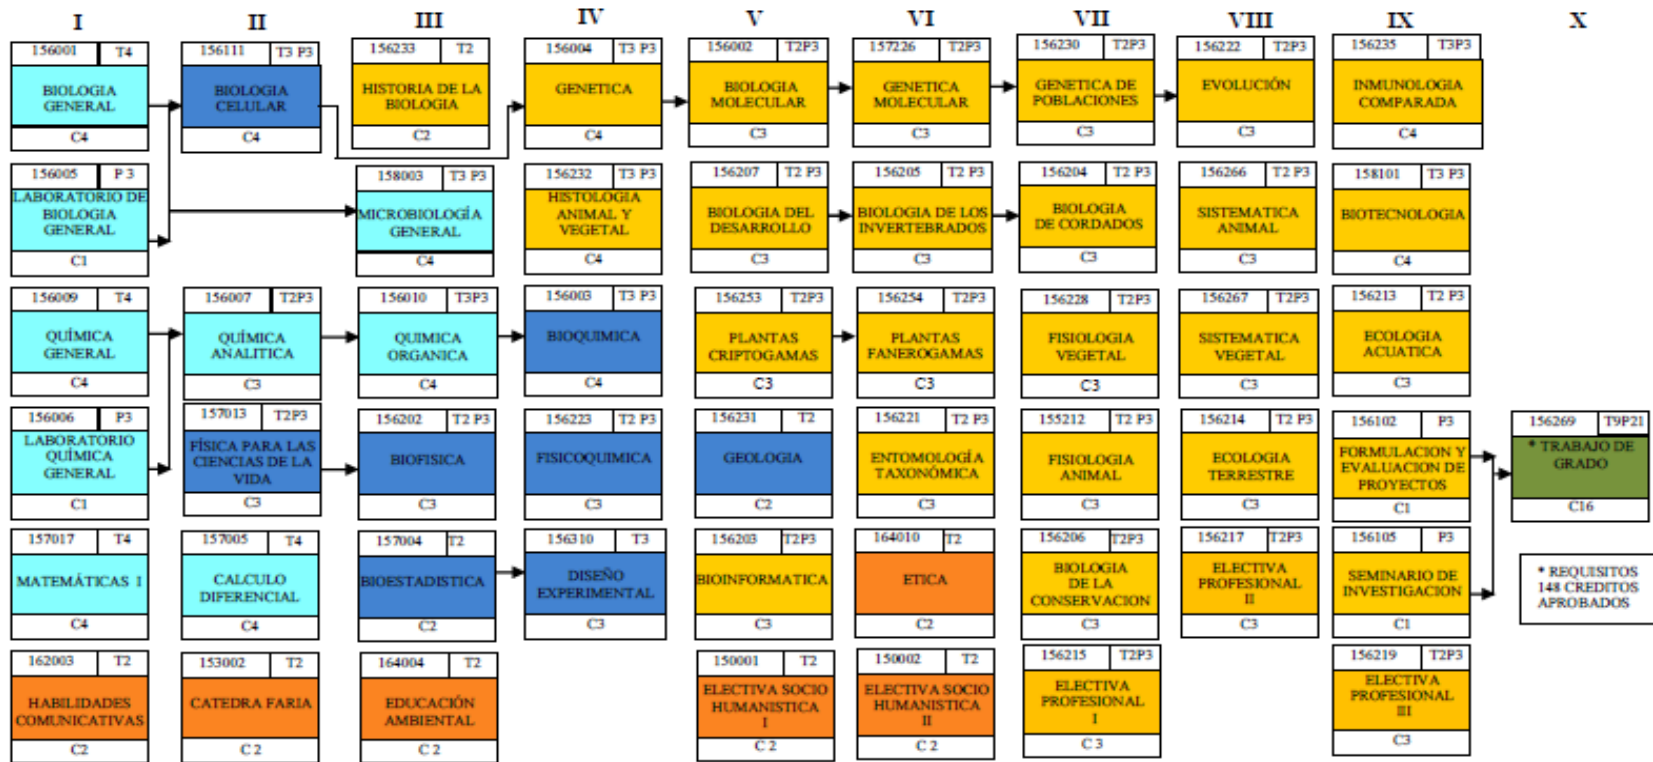 I II III IV V VI VII VIII IX X
156001 T4
BIOLOGIA
GENERAL
C4
156111 T3 P3
BIOLOGIA
CELULAR
C4
156233 T2
HISTORIA DE LA
BIOLOGIA
C2
156004 T3 P3
GENETICA
C4
156002 T2P3
BIOLOGIA
MOLECULAR
C3
157226 T2P3
GENETICA
MOLECULAR
C3
156230 T2P3
GENETICA DE
POBLACIONES
C3
156222 T2P3
EVOLUCIÓN
C3
156235 T3P3
INMUNOLOGIA
COMPARADA
C4
156005 P 3
LABORATORIO DE
BIOLOGIA
GENERAL
C1
158003 T3 P3
MICROBIOLOGÍA
GENERAL
C4
156232 T3 P3
HISTOLOGIA
ANIMAL Y
VEGETAL
C4
156207 T2 P3
BIOLOGIA DEL
DESARROLLO
C3
156205 T2 P3
BIOLOGIA DE LOS
INVERTEBRADOS
C3
156204 T2 P3
BIOLOGIA
DE CORDADOS
C3
156266 T2 P3
SISTEMATICA
ANIMAL
C3
158101 T3 P3
BIOTECNOLOGIA
C4
156009 T4
QUÍMICA
GENERAL
C4
156007 T2P3
QUÍMICA
ANALITICA
C3
156010 T3P3
QUIMICA
ORGANICA
C4
156003 T3 P3
BIOQUIMICA
C4
156253 T2P3
PLANTAS
CRIPTOGAMAS
C3
156254 T2P3
PLANTAS
FANEROGAMAS
C3
156228 T2P3
FISIOLOGIA
VEGETAL
C3
156267 T2P3
SISTEMATICA
VEGETAL
C3
156213 T2 P3
ECOLOGIA
ACUATICA
C3
156006 P3
LABORATORIO
QUÍMICA
GENERAL
C1
157013 T2P3
FÍSICA PARA LAS
CIENCIAS DE LA
VIDA
C3
156202 T2 P3
BIOFISICA
C3
156223 T2 P3
FISICOQUIMICA
C3
156231 T2
GEOLOGIA
C2
156221 T2 P3
ENTOMOLOGÍA
TAXONÓMICA
C3
155212 T2 P3
FISIOLOGIA
ANIMAL
C3
156214 T2 P3
ECOLOGIA
TERRESTRE
C3
156102 P3
FORMULACION Y
EVALUACION DE
PROYECTOS
C1
156269 T9P21
* TRABAJO DE
GRADO
C16
157017 T4
MATEMÁTICAS I
C4
157005 T4
CALCULO
DIFERENCIAL
C4
157004 T2
BIOESTADISTICA
C2
156310 T3
DISEÑO
EXPERIMENTAL
C3
156203 T2P3
BIOINFORMATICA
C3
164010 T2
ETICA
C2
156206 T2P3
BIOLOGIA
DE LA
CONSERVACION
C3
156217 T2P3
ELECTIVA
PROFESIONAL
II
C3
156105 P3
SEMINARIO DE
INVESTIGACION
C1
* REQUISITOS
148 CREDITOS
APROBADOS
162003 T2
HABILIDADES
COMUNICATIVAS
C2
153002 T2
CATEDRA FARIA
C 2
164004 T2
EDUCACIÓN
AMBIENTAL
C 2
150001 T2
ELECTIVA SOCIO
HUMANISTICA
I
C 2
150002 T2
ELECTIVA SOCIO
HUMANISTICA
II
C 2
156215 T2P3
ELECTIVA
PROFESIONAL
I
C 3
156219 T2P3
ELECTIVA
PROFESIONAL
III
C3